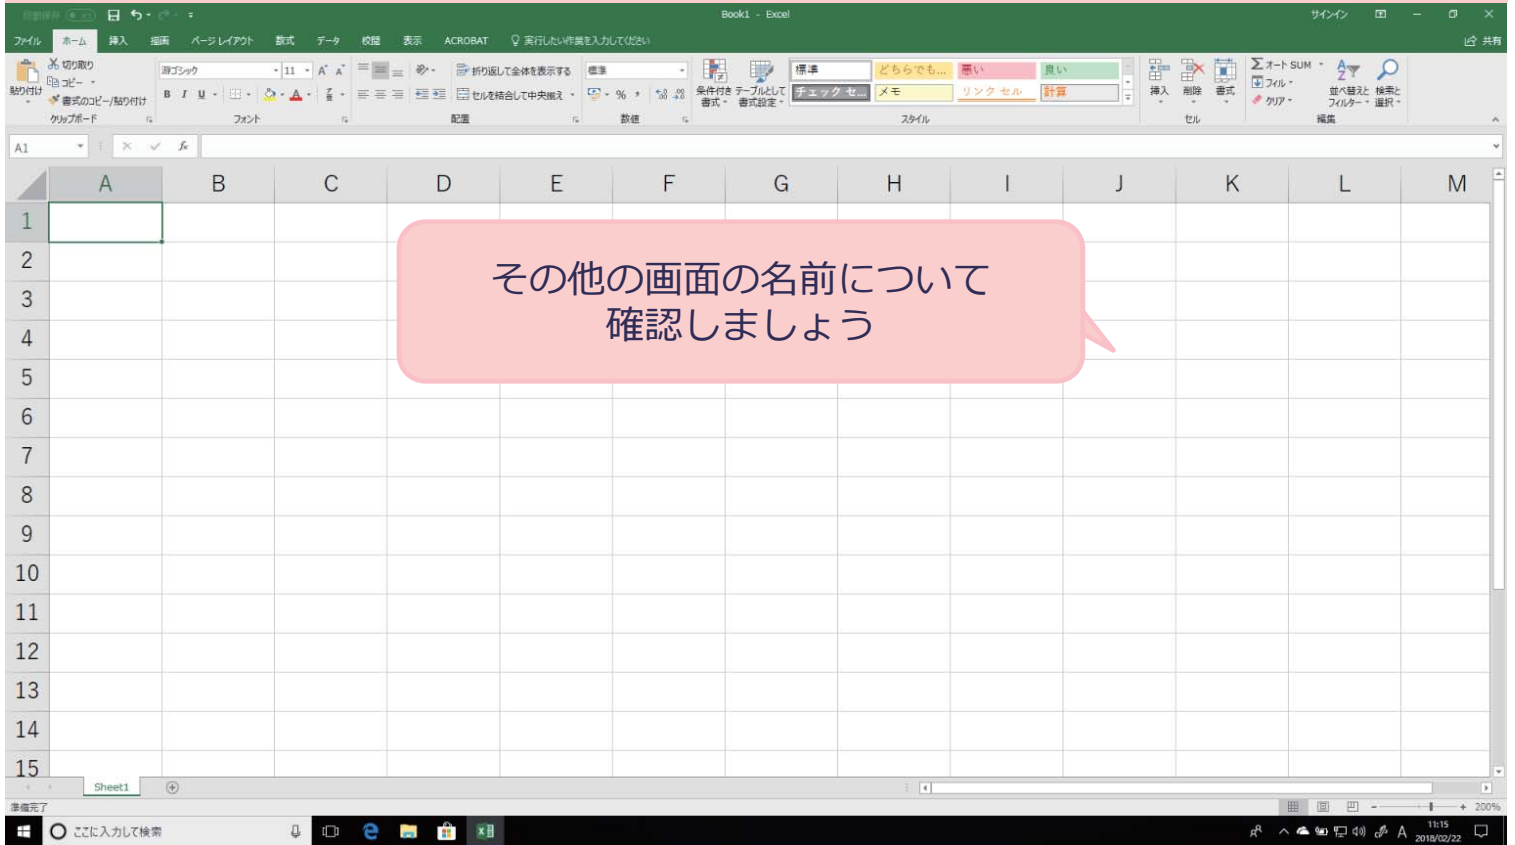 自動保存 Book1 - Excel サインイン
ファイル ホーム 挿入 描画 ページ レイアウト 数式 データ 校閲 表示 ACROBAT 実行したい作業を入力してください 共有
切り取り 游ゴシック 11 A A 折り返して全体を表示する 標準 標準 どちらでも... 悪い 良い Σ オート SUM
コピー フィル
貼り付け 書式のコピー/貼り付け B I U A セルを結合して中央揃え % 条件付き書式 テーブルとして書式設定 チェック セ... メモ リンク セル 計算 挿入 削除 書式 クリア 並べ替えとフィルター 検索と選択
クリップボード フォント 配置 数値 スタイル セル 編集
A1 fx
A B C D E F G H I J K L M
1
2
その他の画面の名前について
3
確認しましょう
4
5
6
7
8
9
10
11
12
13
14
15
Sheet1
準備完了 200%
ここに入力して検索 A 11:15
2018/02/22